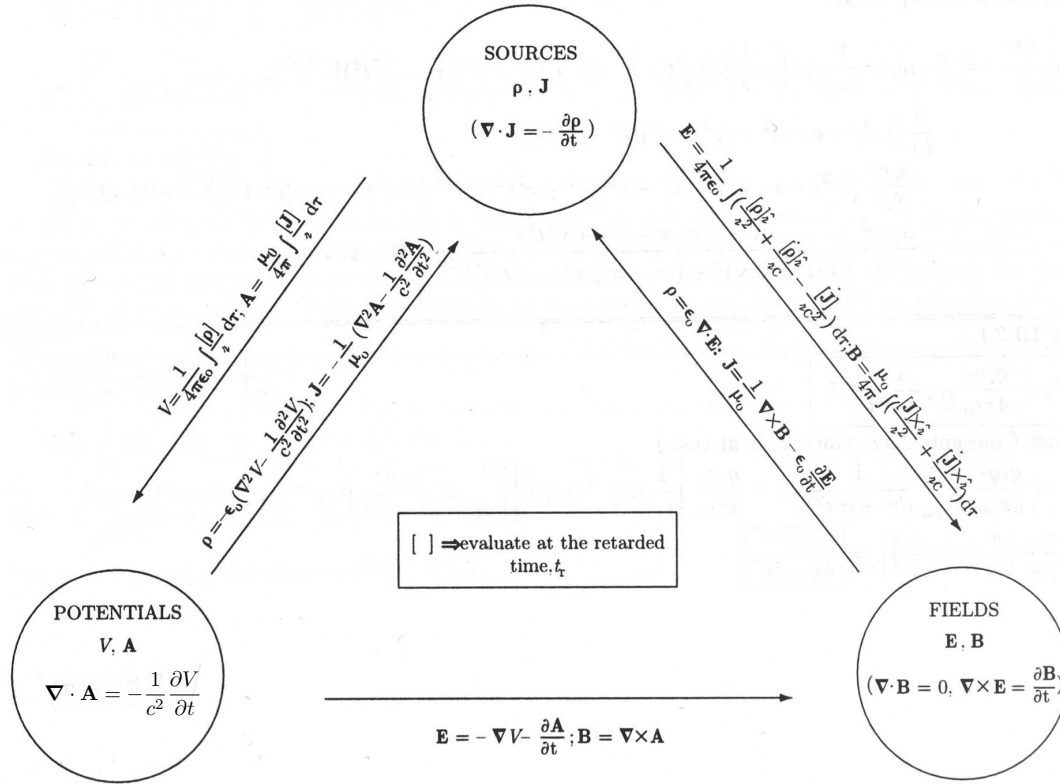 SOURCES
ρ , J
(∇ · J = − ∂ρ/∂t)
V = 1/4πϵ₀ ∫ [ρ]/𝓇 dτ; A = μ₀/4π ∫ [J]/𝓇 dτ
ρ = −ϵ₀(∇²V − 1/c² ∂²V/∂t²); J = − 1/μ₀ (∇²A − 1/c² ∂²A/∂t²)
E = 1/4πϵ₀ ∫([ρ]𝓇̂/𝓇² + [ρ̇]𝓇̂/𝓇c − [J̇]/𝓇c²) dτ; B = μ₀/4π ∫([J]×𝓇̂/𝓇² + [J̇]×𝓇̂/𝓇c)dτ
ρ = ϵ₀ ∇·E; J = 1/μ₀ ∇×B ϵ₀ ∂E/∂t
[ ] ⇒ evaluate at the retarded
time, tᵣ
POTENTIALS
V, A
∇ · A = − 1/c² ∂V/∂t
FIELDS
E, B
(∇·B = 0, ∇×E = ∂B/∂t)
E = − ∇V − ∂A/∂t ; B = ∇×A